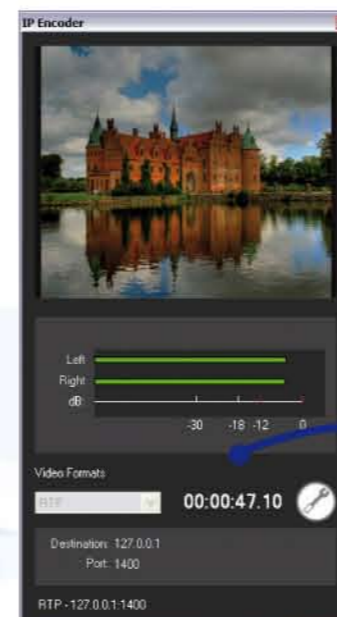 IP Encoder
Left
Right
dB
-30 -18 -12 0
Video Formats
RTP 00:00:47.10
Destination: 127.0.0.1
Port: 1400
RTP - 127.0.0.1:1400